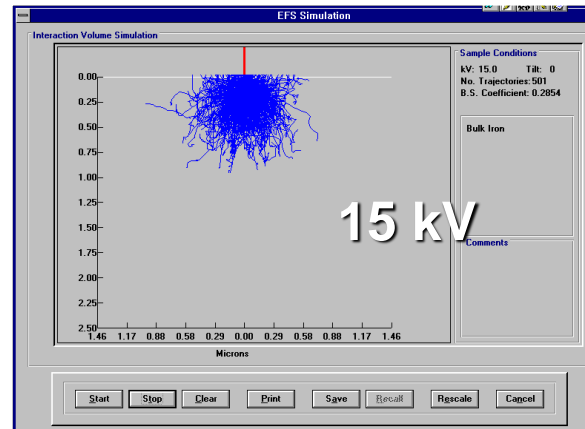 EFS Simulation
Interaction Volume Simulation
Sample Conditions
kV: 15.0 Tilt: 0
No. Trajectories: 501
B.S. Coefficient: 0.2854
Bulk Iron
15 kV
Comments
0.00
0.25
0.50
0.75
1.00
1.25
1.50
1.75
2.00
2.25
2.50
1.46 1.17 0.88 0.58 0.29 0.00 0.29 0.58 0.88 1.17 1.46
Microns
Start Stop Clear Print Save Recall Rescale Cancel